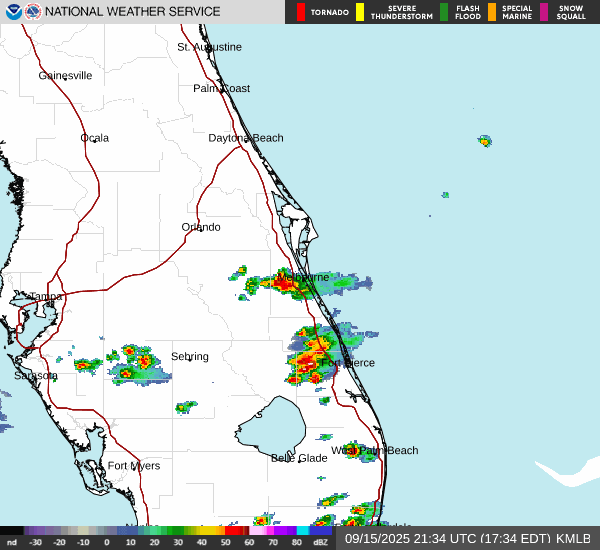 NATIONAL WEATHER SERVICE
TORNADO
SEVERE THUNDERSTORM
FLASH FLOOD
SPECIAL MARINE
SNOW SQUALL
St. Augustine
Gainesville
Palm Coast
Ocala
Daytona Beach
Orlando
Melbourne
Tampa
Sebring
Fort Pierce
Sarasota
West Palm Beach
Belle Glade
Fort Myers
nd -30 -20 -10 0 10 20 30 40 50 60 70 80 dBZ
09/15/2025 21:34 UTC (17:34 EDT) KMLB